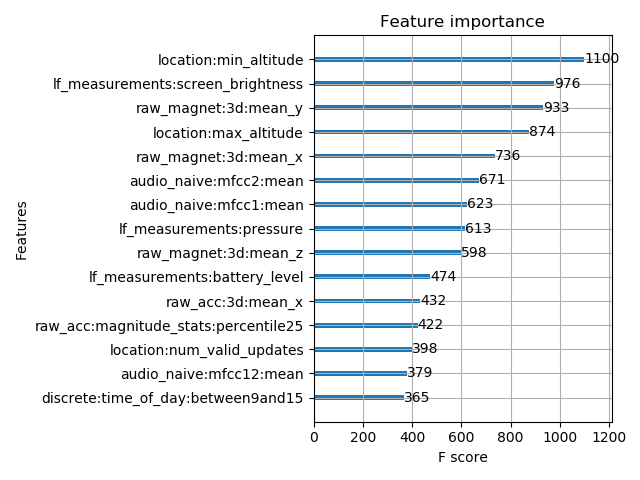 Feature importance
Features
location:min_altitude 1100
lf_measurements:screen_brightness 976
raw_magnet:3d:mean_y 933
location:max_altitude 874
raw_magnet:3d:mean_x 736
audio_naive:mfcc2:mean 671
audio_naive:mfcc1:mean 623
lf_measurements:pressure 613
raw_magnet:3d:mean_z 598
lf_measurements:battery_level 474
raw_acc:3d:mean_x 432
raw_acc:magnitude_stats:percentile25 422
location:num_valid_updates 398
audio_naive:mfcc12:mean 379
discrete:time_of_day:between9and15 365
0 200 400 600 800 1000 1200
F score